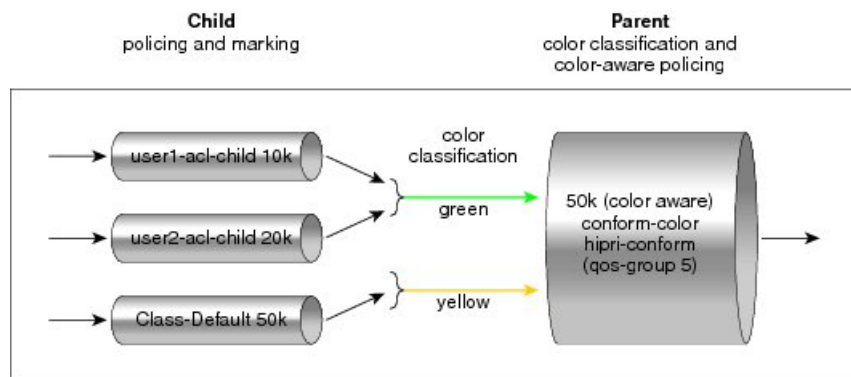 Child
policing and marking
Parent
color classification and
color-aware policing
user1-acl-child 10k
user2-acl-child 20k
Class-Default 50k
color
classification
green
yellow
50k (color aware)
conform-color
hipri-conform
(qos-group 5)